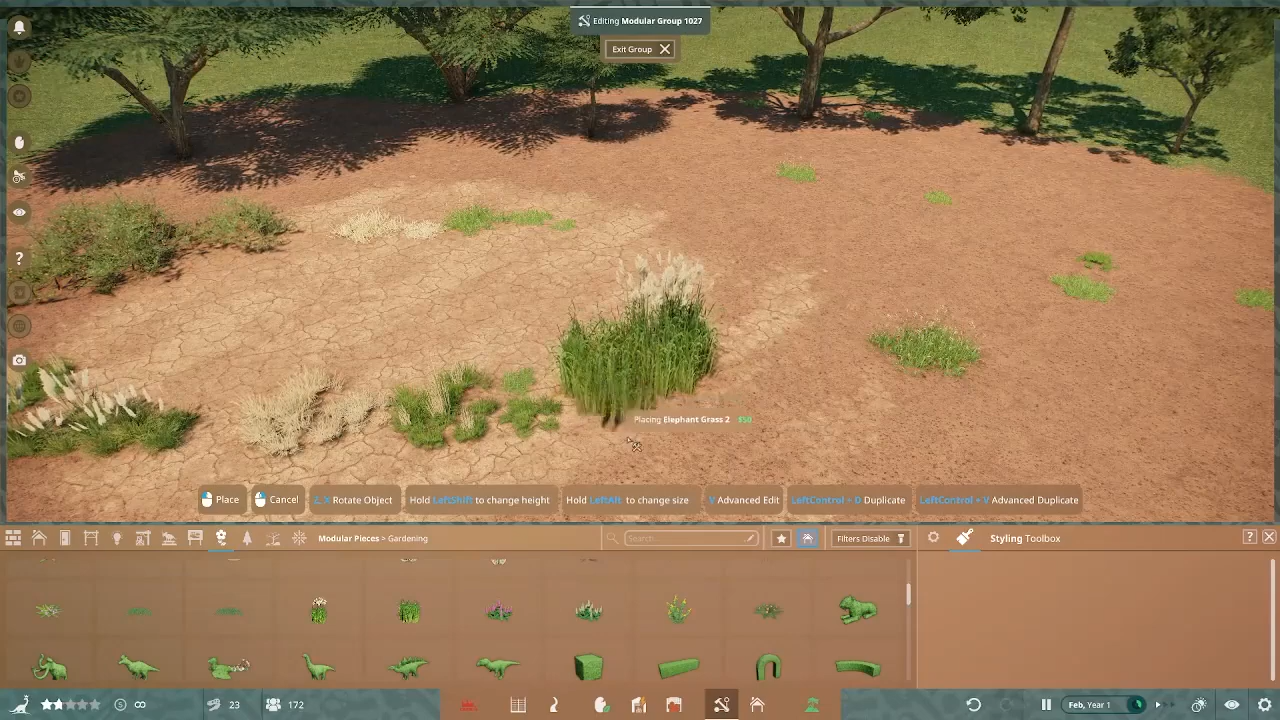 Editing Modular Group 1027
Exit Group
Placing Elephant Grass 2 $50
Place
Cancel
Z X Rotate Object
Hold LeftShift to change height
Hold LeftAlt to change size
V Advanced Edit
LeftControl + D Duplicate
LeftControl + V Advanced Duplicate
Modular Pieces > Gardening
Search...
Filters Disable
Styling Toolbox
?
?
23
172
Feb, Year 1